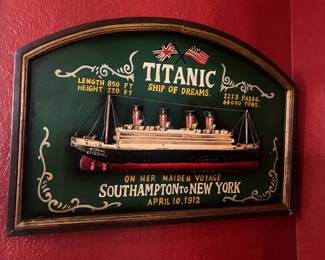 TITANIC
SHIP OF DREAMS
LENGTH 850 FT
HEIGHT 220 FT
2223 PASSG.
66000 TONS.
ON HER MAIDEN VOYAGE
SOUTHAMPTON TO NEW YORK
APRIL 10, 1912